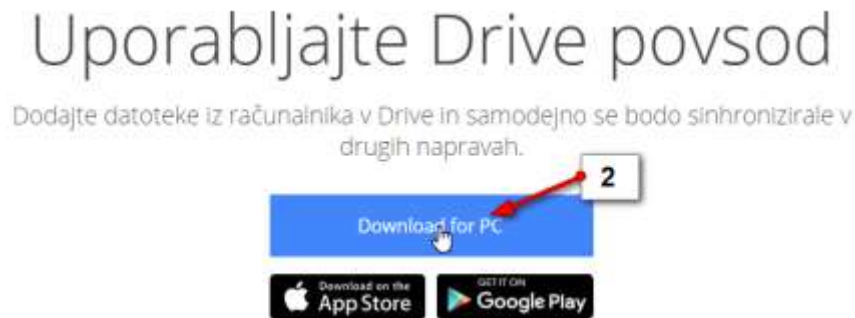 Uporabljajte Drive povsod
Dodajte datoteke iz računalnika v Drive in samodejno se bodo sinhronizirale v
drugih napravah.
2
Download for PC
Download on the
App Store
GET IT ON
Google Play